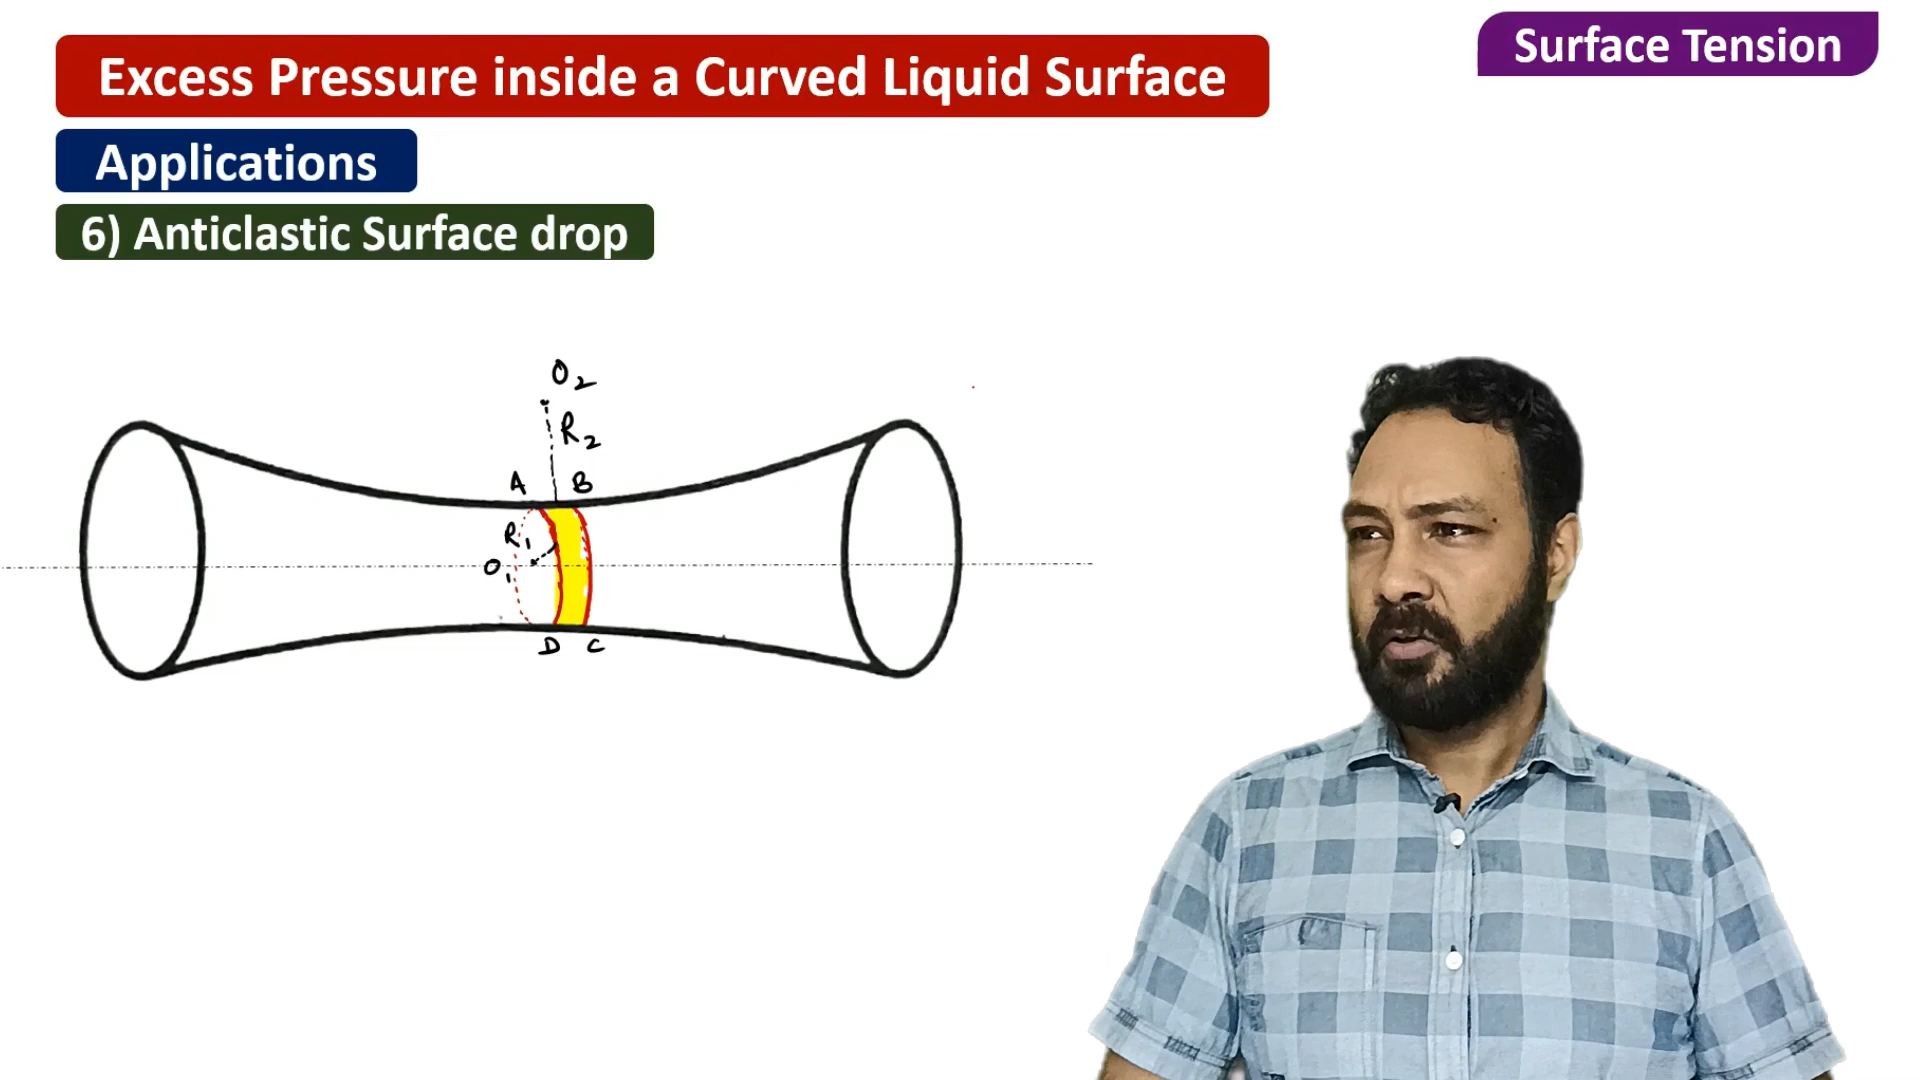 Excess Pressure inside a Curved Liquid Surface
Surface Tension
Applications
6) Anticlastic Surface drop
O₂
R₂
A B
R₁
O₁
D C